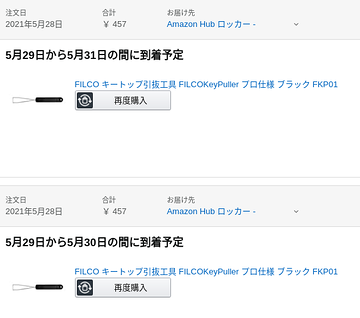 注文日 合計 お届け先
2021年5月28日 ¥ 457 Amazon Hub ロッカー -
5月29日から5月31日の間に到着予定
FILCO キートップ引抜工具 FILCOKeyPuller プロ仕様 ブラック FKP01
再度購入
注文日 合計 お届け先
2021年5月28日 ¥ 457 Amazon Hub ロッカー -
5月29日から5月30日の間に到着予定
FILCO キートップ引抜工具 FILCOKeyPuller プロ仕様 ブラック FKP01
再度購入